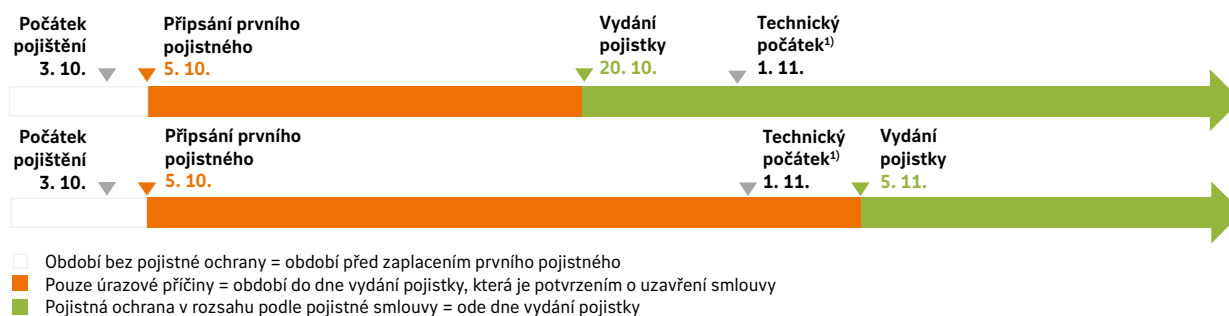 Počátek
pojištění
3. 10.
Připsání prvního
pojistného
5. 10.
Vydání
pojistky
20. 10.
Technický
počátek¹⁾
1. 11.
Počátek
pojištění
3. 10.
Připsání prvního
pojistného
5. 10.
Technický
počátek¹⁾
1. 11.
Vydání
pojistky
5. 11.
Období bez pojistné ochrany = období před zaplacením prvního pojistného
Pouze úrazové příčiny = období do dne vydání pojistky, která je potvrzením o uzavření smlouvy
Pojistná ochrana v rozsahu podle pojistné smlouvy = ode dne vydání pojistky